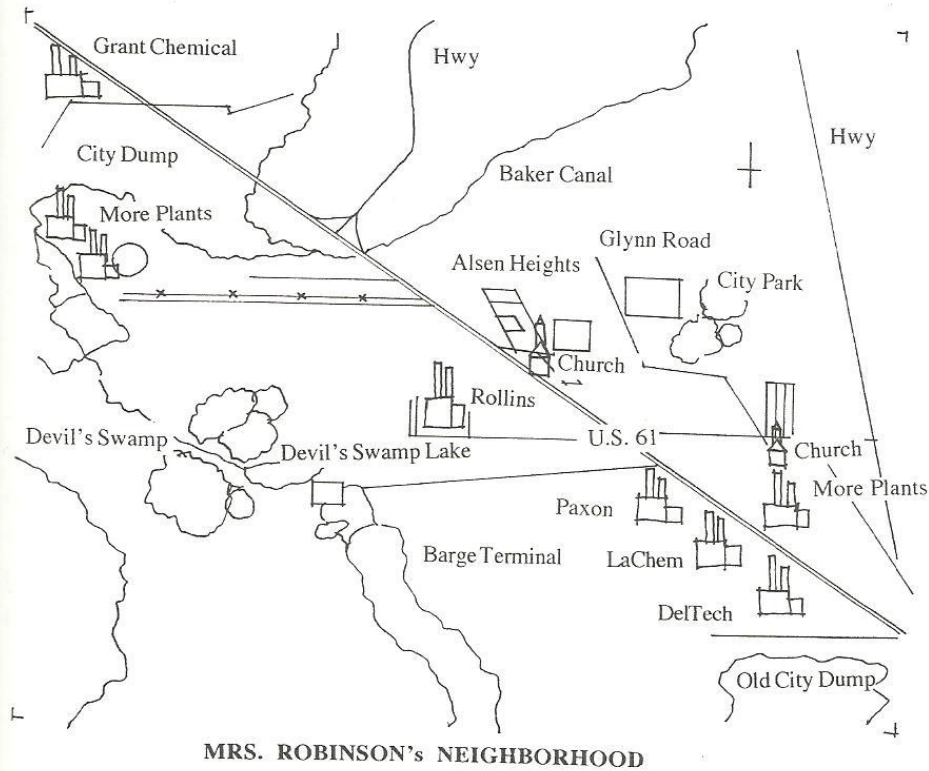 Grant Chemical
Hwy
Hwy
City Dump
Baker Canal
More Plants
Glynn Road
Alsen Heights
City Park
Church
Rollins
Devil's Swamp
U.S. 61
Devil's Swamp Lake
Church
More Plants
Paxon
Barge Terminal
LaChem
DelTech
Old City Dump
MRS. ROBINSON's NEIGHBORHOOD